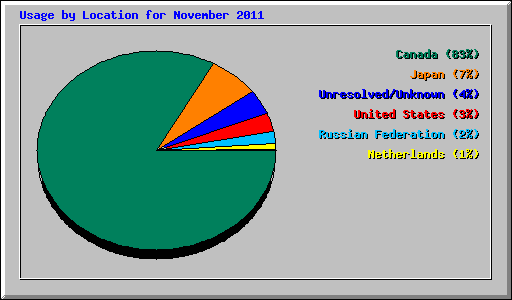 Usage by Location for November 2011
Canada (83%)
Japan (7%)
Unresolved/Unknown (4%)
United States (3%)
Russian Federation (2%)
Netherlands (1%)